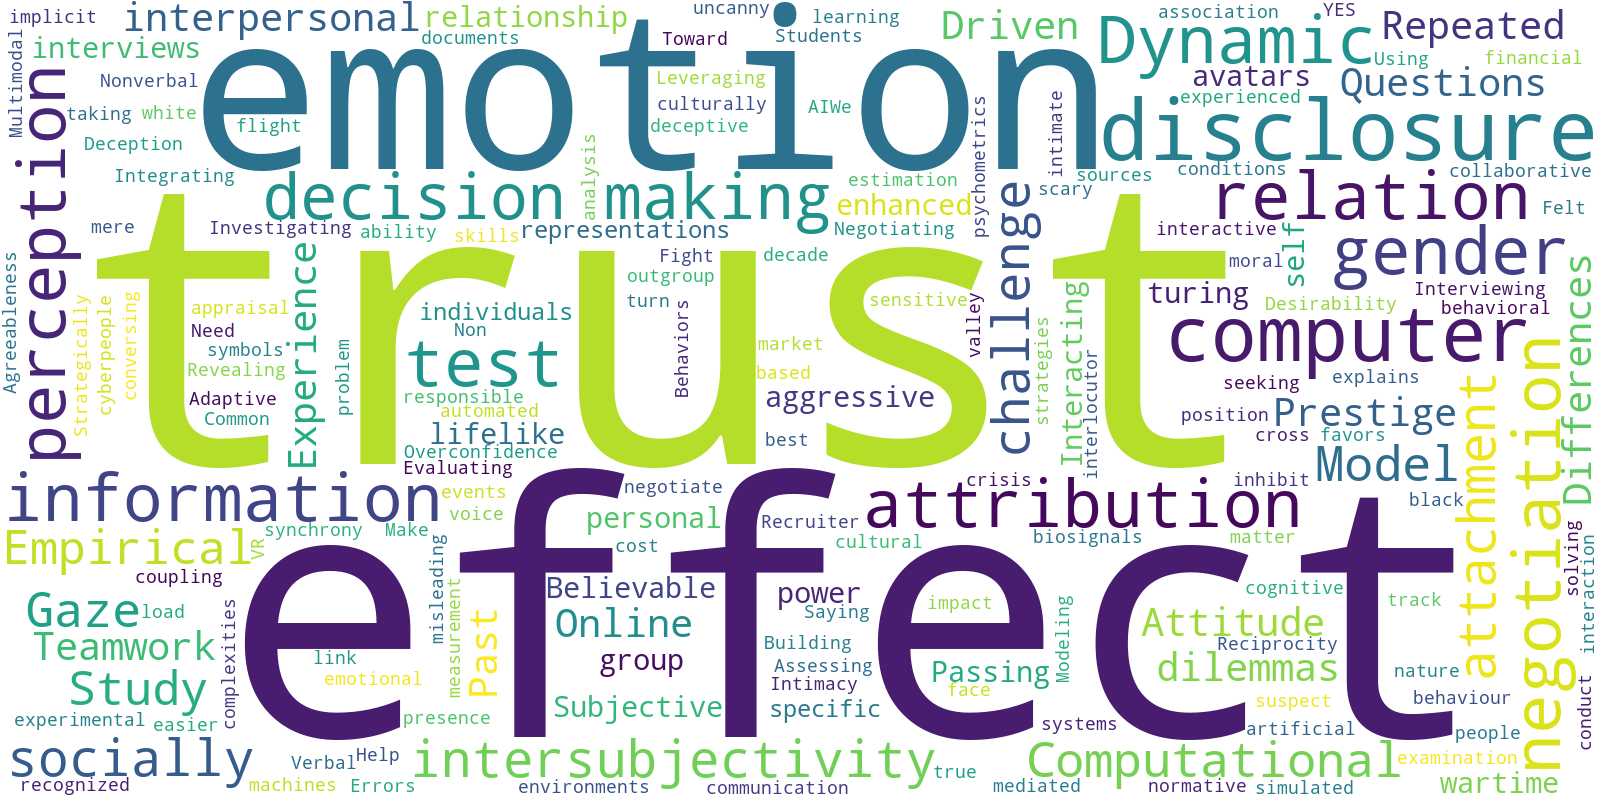 implicit
interpersonal
relationship
uncanny
learning
Driven
association
YES
Repeated
documents
Students
Toward
Dynamic
Using
financial
interviews
Multimodal
Nonverbal
emotion
Leveraging
avatars
Questions
taking
white
culturally
AIWe
experienced
flight
deceptive
disclosure
perception
Deception
analysis
psychometrics
intimate
Integrating
decision making
estimation
scary
sources
conditions
collaborative
enhanced
relation
Felt
mere
Investigating
ability
skills
representations
Negotiating
challenge
interactive
self
gender
Agreeableness
Experience
Fight
decade
outgroup
moral
Differences
trust
Strategically
cyberpeople
conversing
appraisal
individuals
turn
sensitive
Interacting
turing
Desirability
Interviewing
behavioral
Need
Non
Behaviors
valley
computer
symbols
test
market
strategies
Revealing
problem
based
interlocutor
seeking
explains
Adaptive
responsible
aggressive
Common
automated
position
Prestige
lifelike
best
cross
favors
Overconfidence
Evaluating
Model
attachment
negotiation
information
events
negotiate
crisis
inhibit
voice
attribution
black
Empirical
VR
synchrony
Make
personal
Recruiter
cultural
biosignals
matter
solving
interaction
coupling
misleading
cost
effect
Believable
power
cognitive
Gaze
load
complexities
measurement
Past
Online
Saying
impact
Modeling
Attitude
track
Teamwork
link
Building
Reciprocity
emotional
group
Assessing
Passing
dilemmas
nature
Study
Intimacy
face
suspect
behaviour
conduct
experimental
easier
presence
Subjective
specific
systems
artificial
people
socially
Verbal
Help
intersubjectivity
true
Computational
examination
recognized
machines
Errors
environments
communication
mediated
normative
simulated
wartime